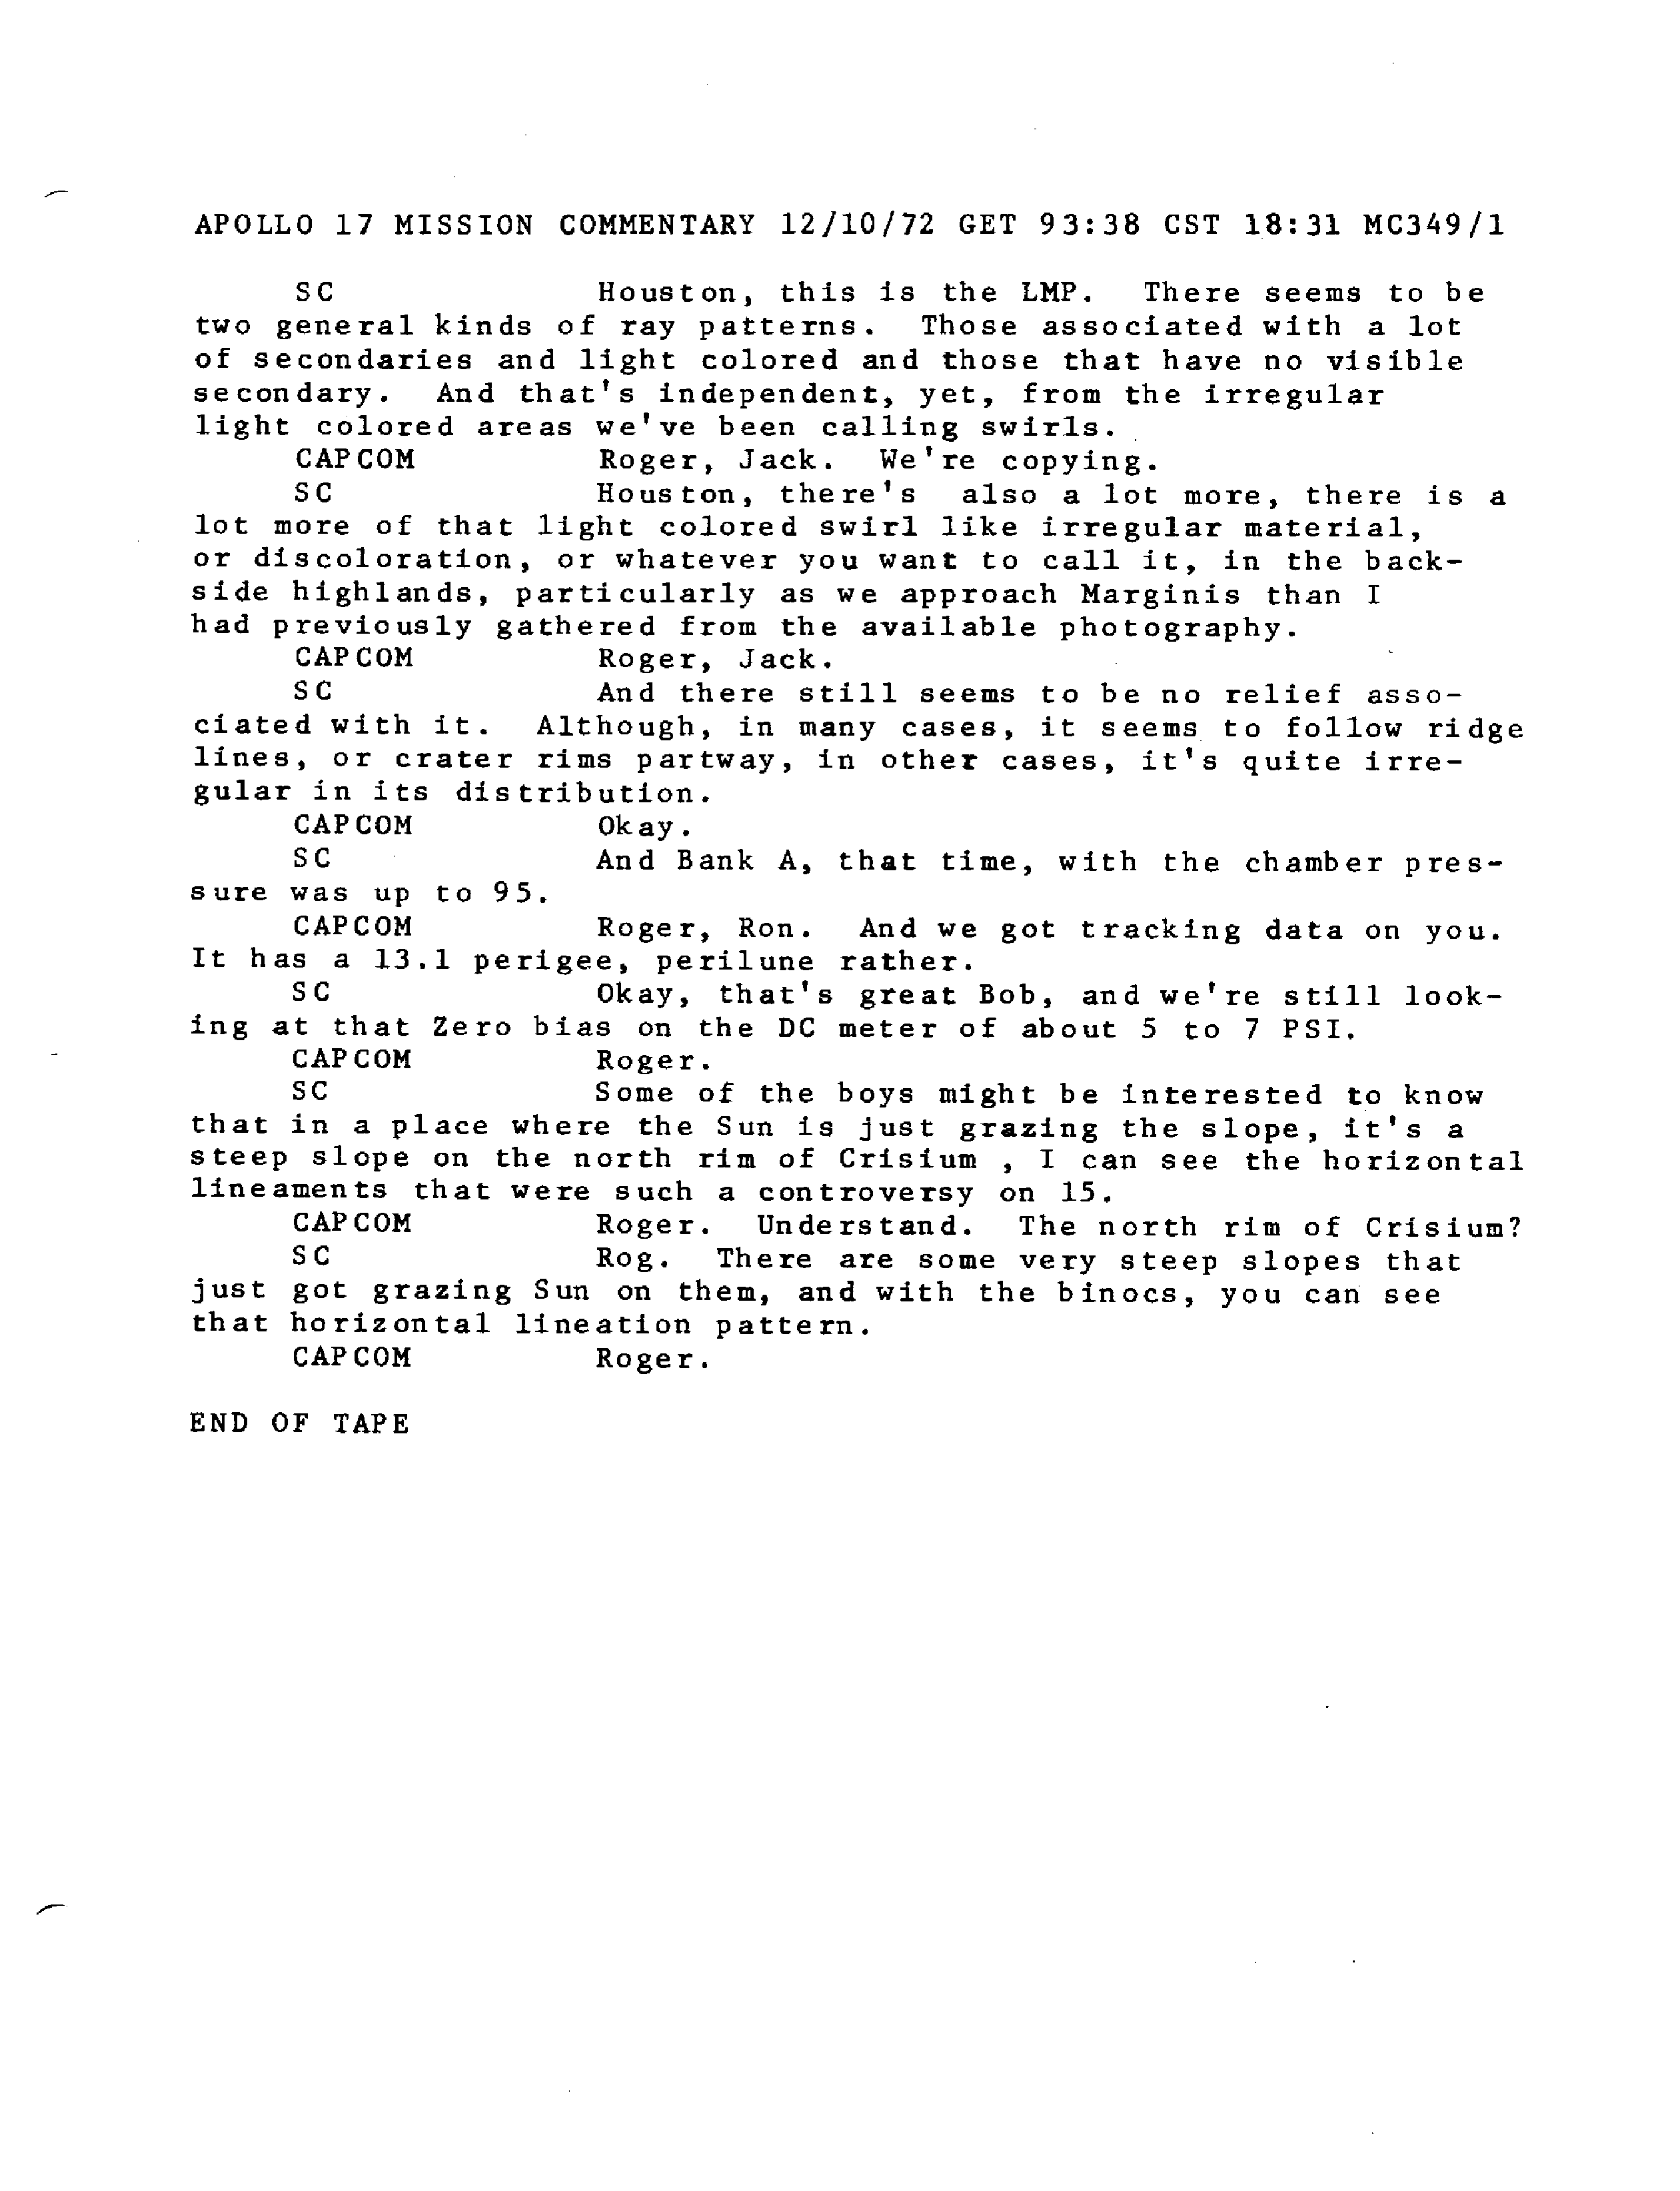 APOLLO 17 MISSION COMMENTARY 12/10/72 GET 93:38 CST 18:31 MC349/1
SC Houston, this is the LMP. There seems to be
two general kinds of ray patterns. Those associated with a lot
of secondaries and light colored and those that have no visible
secondary. And that's independent, yet, from the irregular
light colored areas we've been calling swirls.
CAPCOM Roger, Jack. We're copying.
SC Houston, there's also a lot more, there is a
lot more of that light colored swirl like irregular material,
or discoloration, or whatever you want to call it, in the back-
side highlands, particularly as we approach Marginis than I
had previously gathered from the available photography.
CAPCOM Roger, Jack.
SC And there still seems to be no relief asso-
ciated with it. Although, in many cases, it seems to follow ridge
lines, or crater rims partway, in other cases, it's quite irre-
gular in its distribution.
CAPCOM Okay.
SC And Bank A, that time, with the chamber pres-
sure was up to 95.
CAPCOM Roger, Ron. And we got tracking data on you.
It has a 13.1 perigee, perilune rather.
SC Okay, that's great Bob, and we're still look-
ing at that Zero bias on the DC meter of about 5 to 7 PSI.
CAPCOM Roger.
SC Some of the boys might be interested to know
that in a place where the Sun is just grazing the slope, it's a
steep slope on the north rim of Crisium , I can see the horizontal
lineaments that were such a controversy on 15.
CAPCOM Roger. Understand. The north rim of Crisium?
SC Rog. There are some very steep slopes that
just got grazing Sun on them, and with the binocs, you can see
that horizontal lineation pattern.
CAPCOM Roger.
END OF TAPE